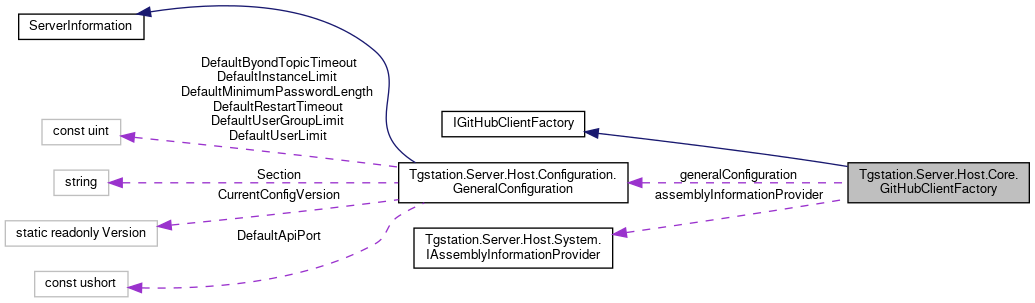 ServerInformation
DefaultByondTopicTimeout
DefaultInstanceLimit
DefaultMinimumPasswordLength
DefaultRestartTimeout
DefaultUserGroupLimit
DefaultUserLimit
const uint
IGitHubClientFactory
string
Section
Tgstation.Server.Host.Configuration.
GeneralConfiguration
generalConfiguration
Tgstation.Server.Host.Core.
GitHubClientFactory
CurrentConfigVersion
assemblyInformationProvider
static readonly Version
DefaultApiPort
Tgstation.Server.Host.System.
IAssemblyInformationProvider
const ushort